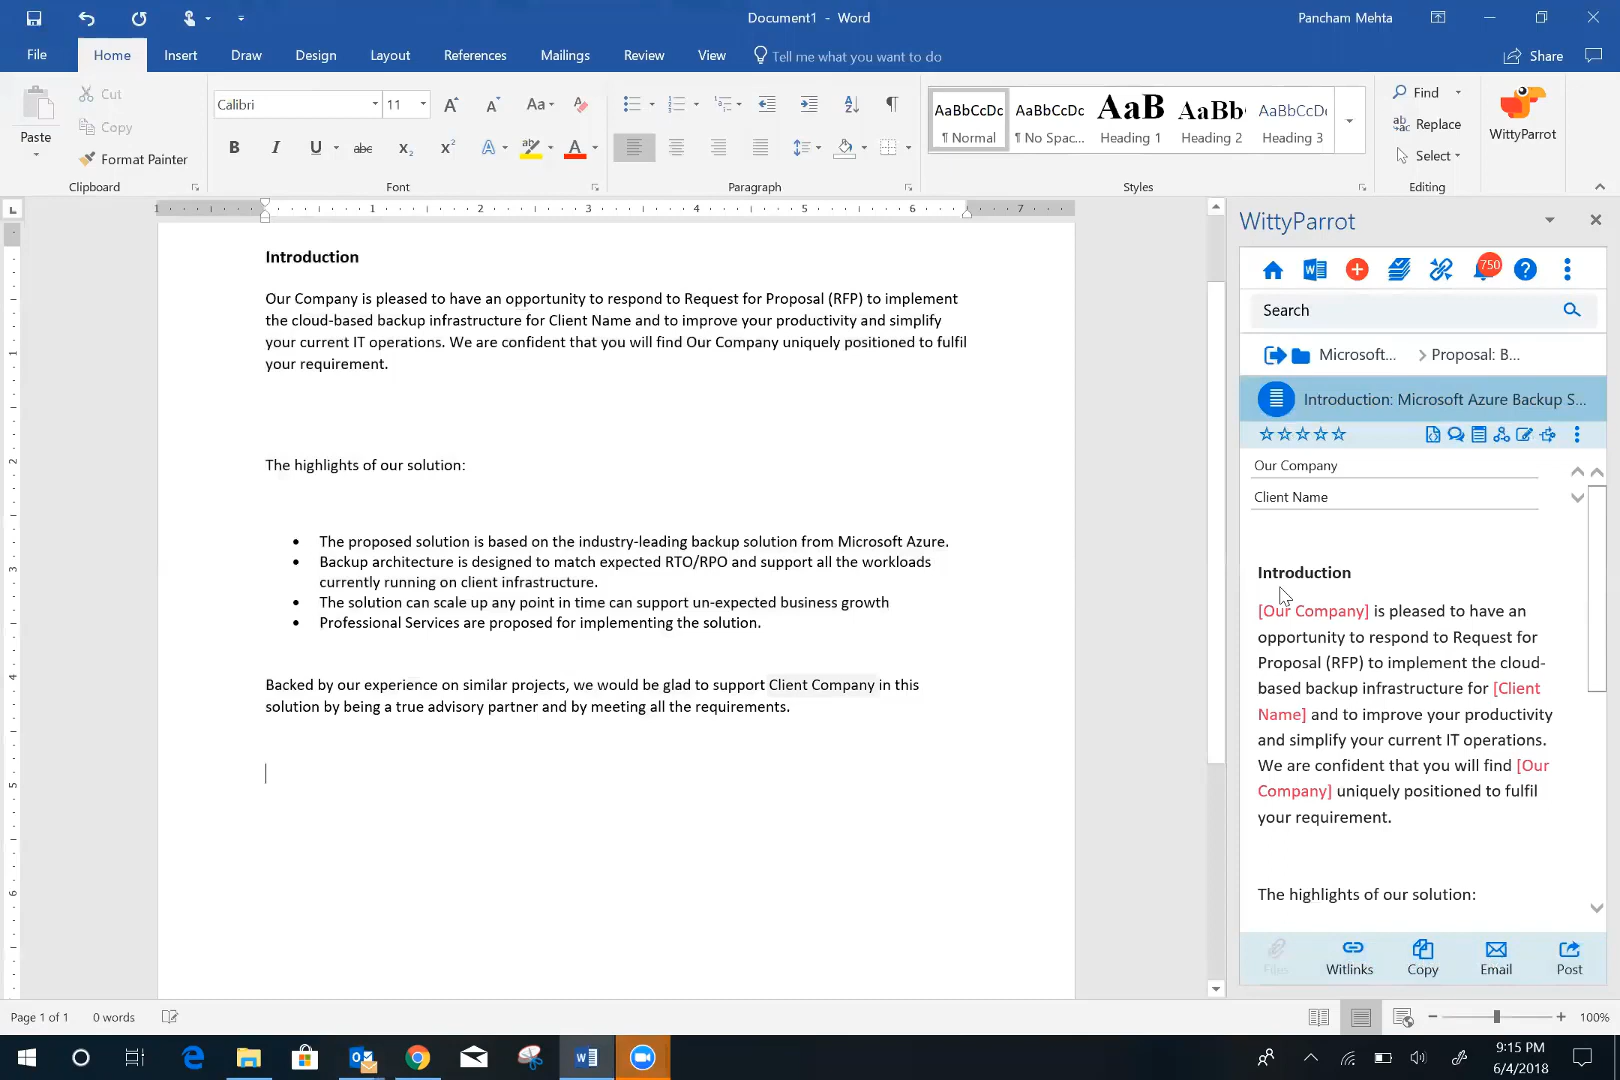 Document1 - Word
Pancham Mehta
File Home Insert Draw Design Layout References Mailings Review View Tell me what you want to do
Share
Paste
Cut
Copy
Format Painter
Clipboard
Calibri 11
Font
Paragraph
AaBbCcDc AaBbCcDc AaB AaBb AaBbCcDc
¶ Normal ¶ No Spac... Heading 1 Heading 2 Heading 3
Styles
Find
Replace
Select
Editing
WittyParrot
1 1 2 3 4 5 6 7
Introduction
Our Company is pleased to have an opportunity to respond to Request for Proposal (RFP) to implement
the cloud-based backup infrastructure for Client Name and to improve your productivity and simplify
your current IT operations. We are confident that you will find Our Company uniquely positioned to fulfil
your requirement.
The highlights of our solution:
• The proposed solution is based on the industry-leading backup solution from Microsoft Azure.
• Backup architecture is designed to match expected RTO/RPO and support all the workloads
currently running on client infrastructure.
• The solution can scale up any point in time can support un-expected business growth
• Professional Services are proposed for implementing the solution.
Backed by our experience on similar projects, we would be glad to support Client Company in this
solution by being a true advisory partner and by meeting all the requirements.
WittyParrot
750
Search
Microsoft... > Proposal: B...
Introduction: Microsoft Azure Backup S...
Our Company
Client Name
Introduction
[Our Company] is pleased to have an
opportunity to respond to Request for
Proposal (RFP) to implement the cloud-
based backup infrastructure for [Client
Name] and to improve your productivity
and simplify your current IT operations.
We are confident that you will find [Our
Company] uniquely positioned to fulfil
your requirement.
The highlights of our solution:
Files Witlinks Copy Email Post
Page 1 of 1 0 words
100%
9:15 PM
6/4/2018